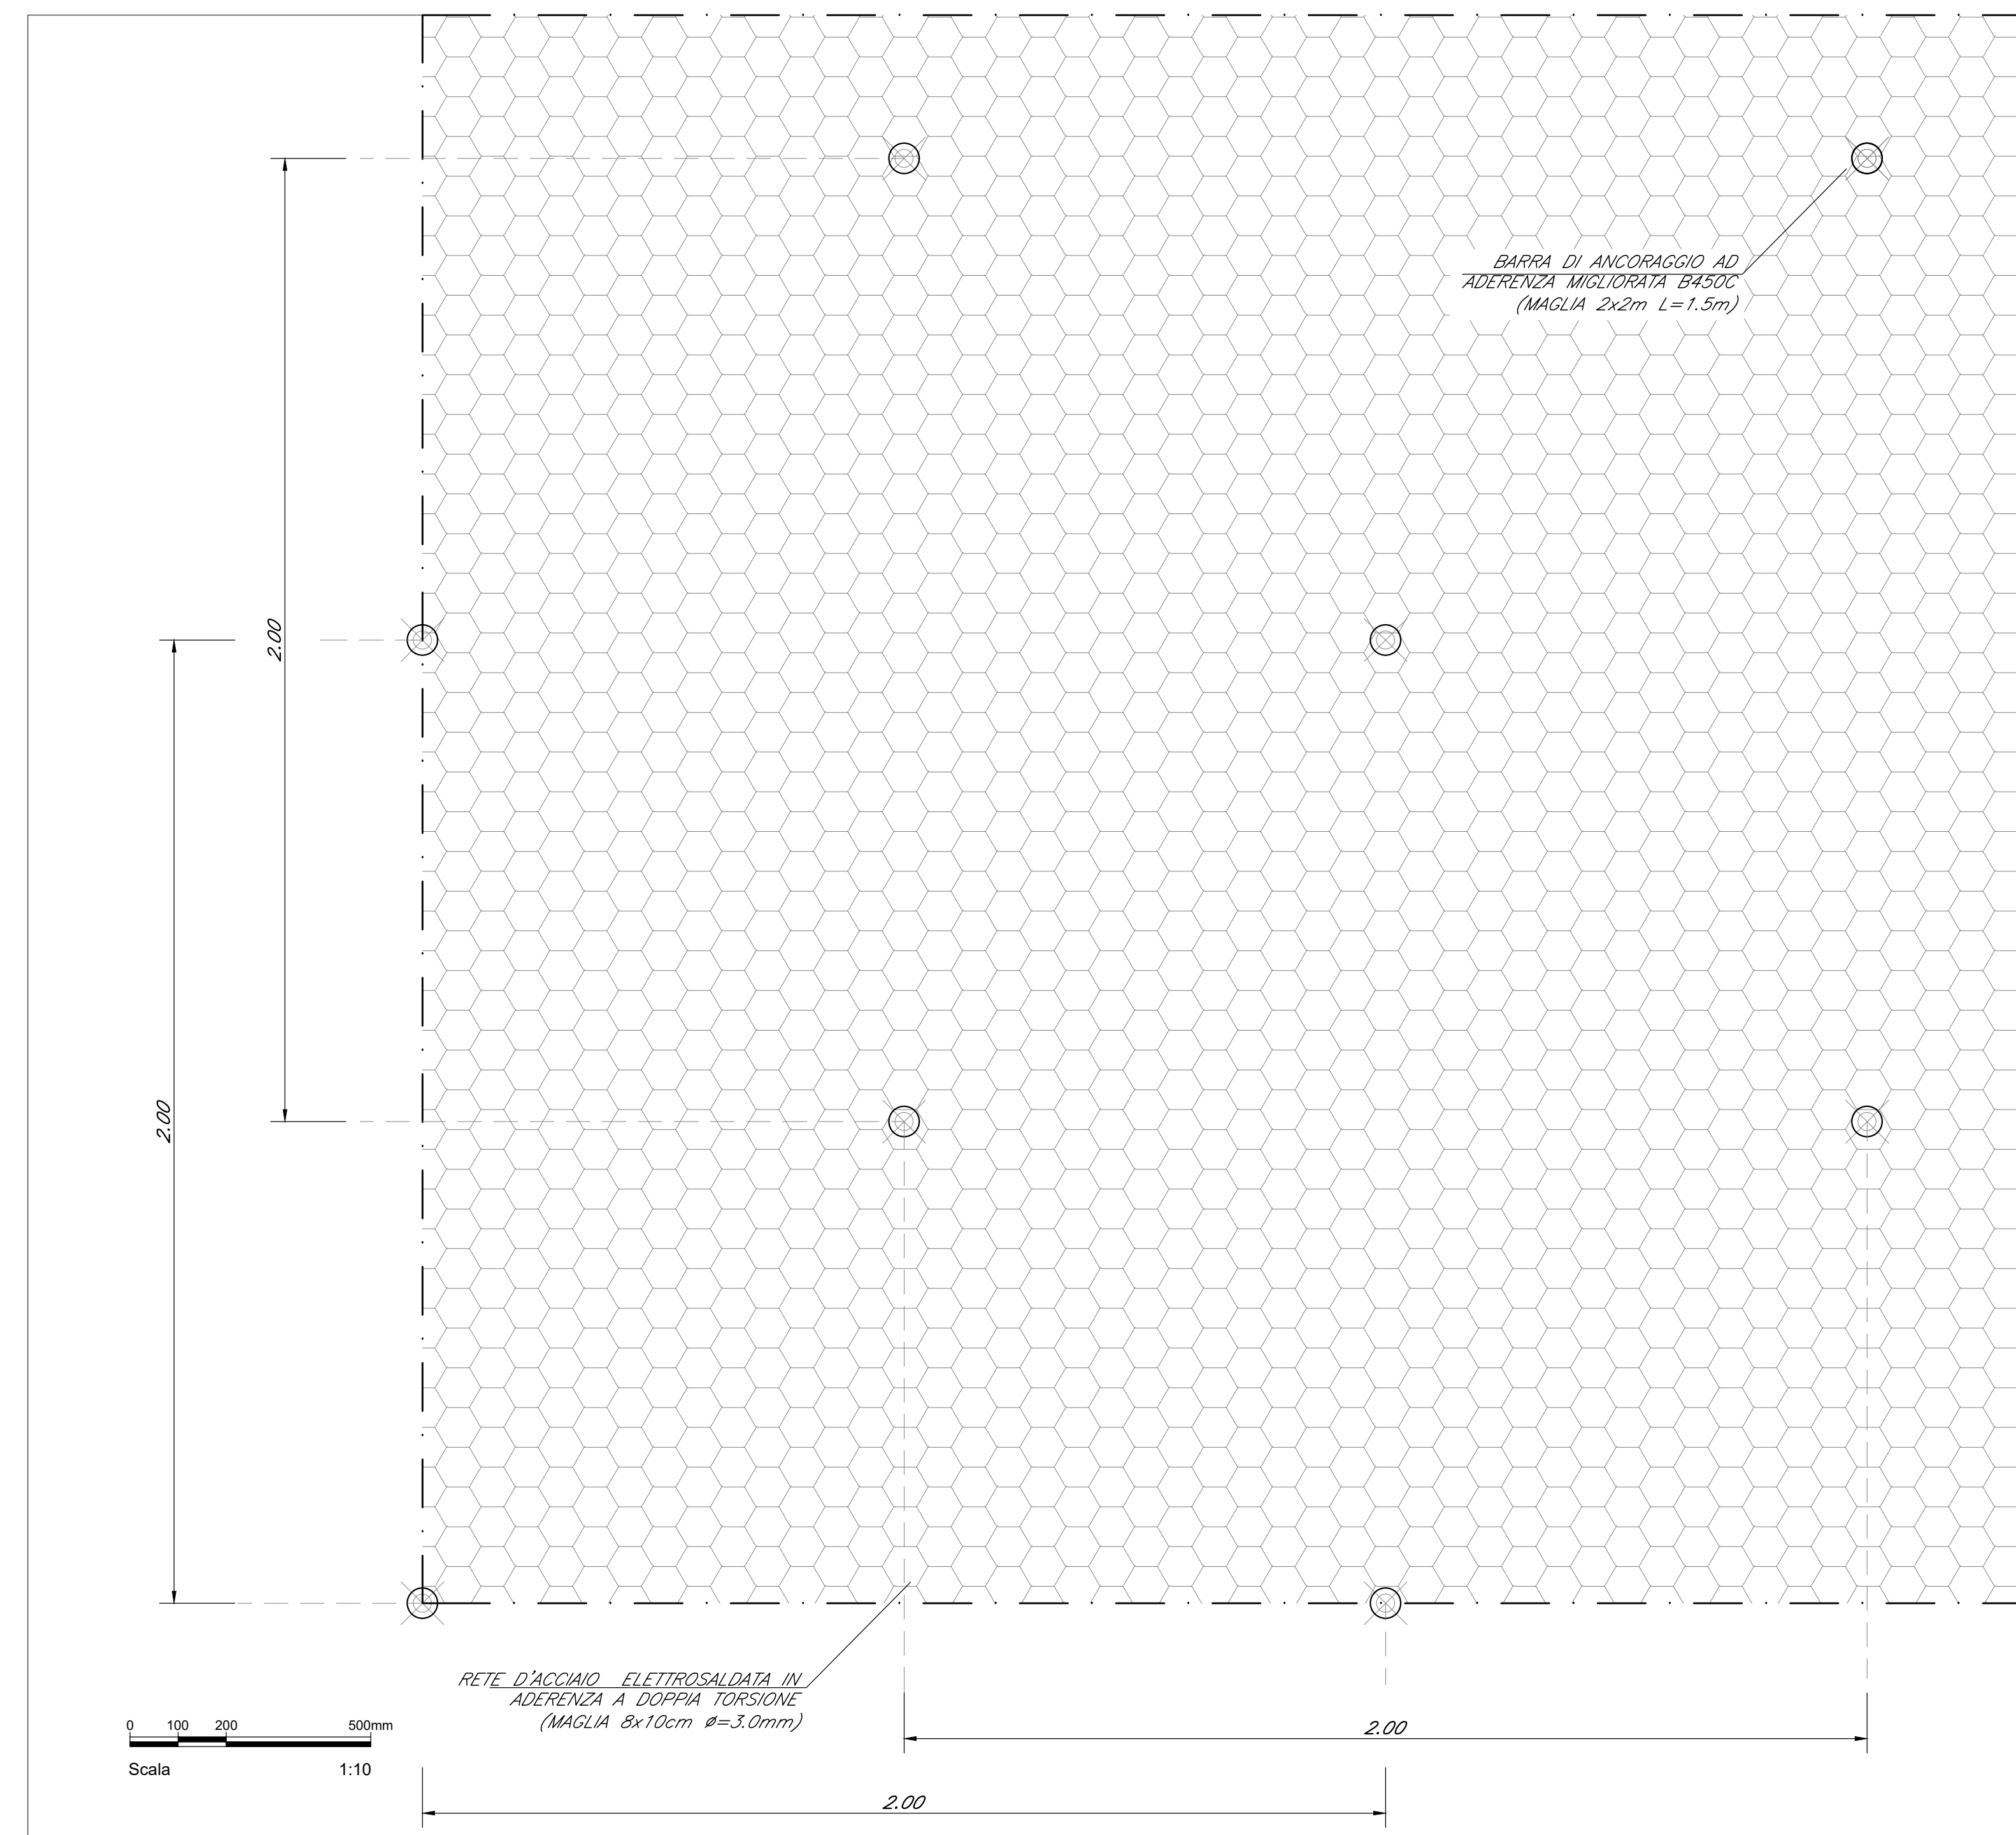 BARRA DI ANCORAGGIO AD
ADERENZA MIGLIORATA B450C
(MAGLIA 2x2m L=1.5m)
2.00
2.00
RETE D'ACCIAIO ELETTROSALDATA IN
ADERENZA A DOPPIA TORSIONE
(MAGLIA 8x10cm ø=3.0mm)
0 100 200 500mm
Scala 1:10
2.00
2.00